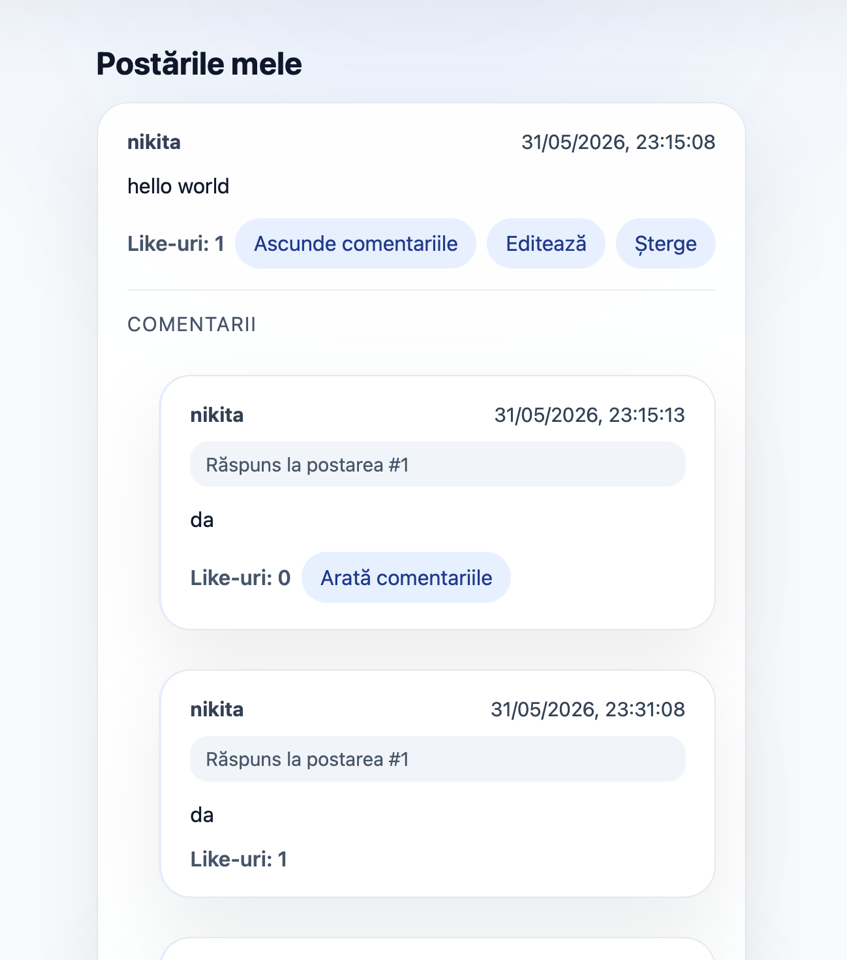 Postările mele
nikita 31/05/2026, 23:15:08
hello world
Like-uri: 1 Ascunde comentariile Editează Șterge
COMENTARII
nikita 31/05/2026, 23:15:13
Răspuns la postarea #1
da
Like-uri: 0 Arată comentariile
nikita 31/05/2026, 23:31:08
Răspuns la postarea #1
da
Like-uri: 1